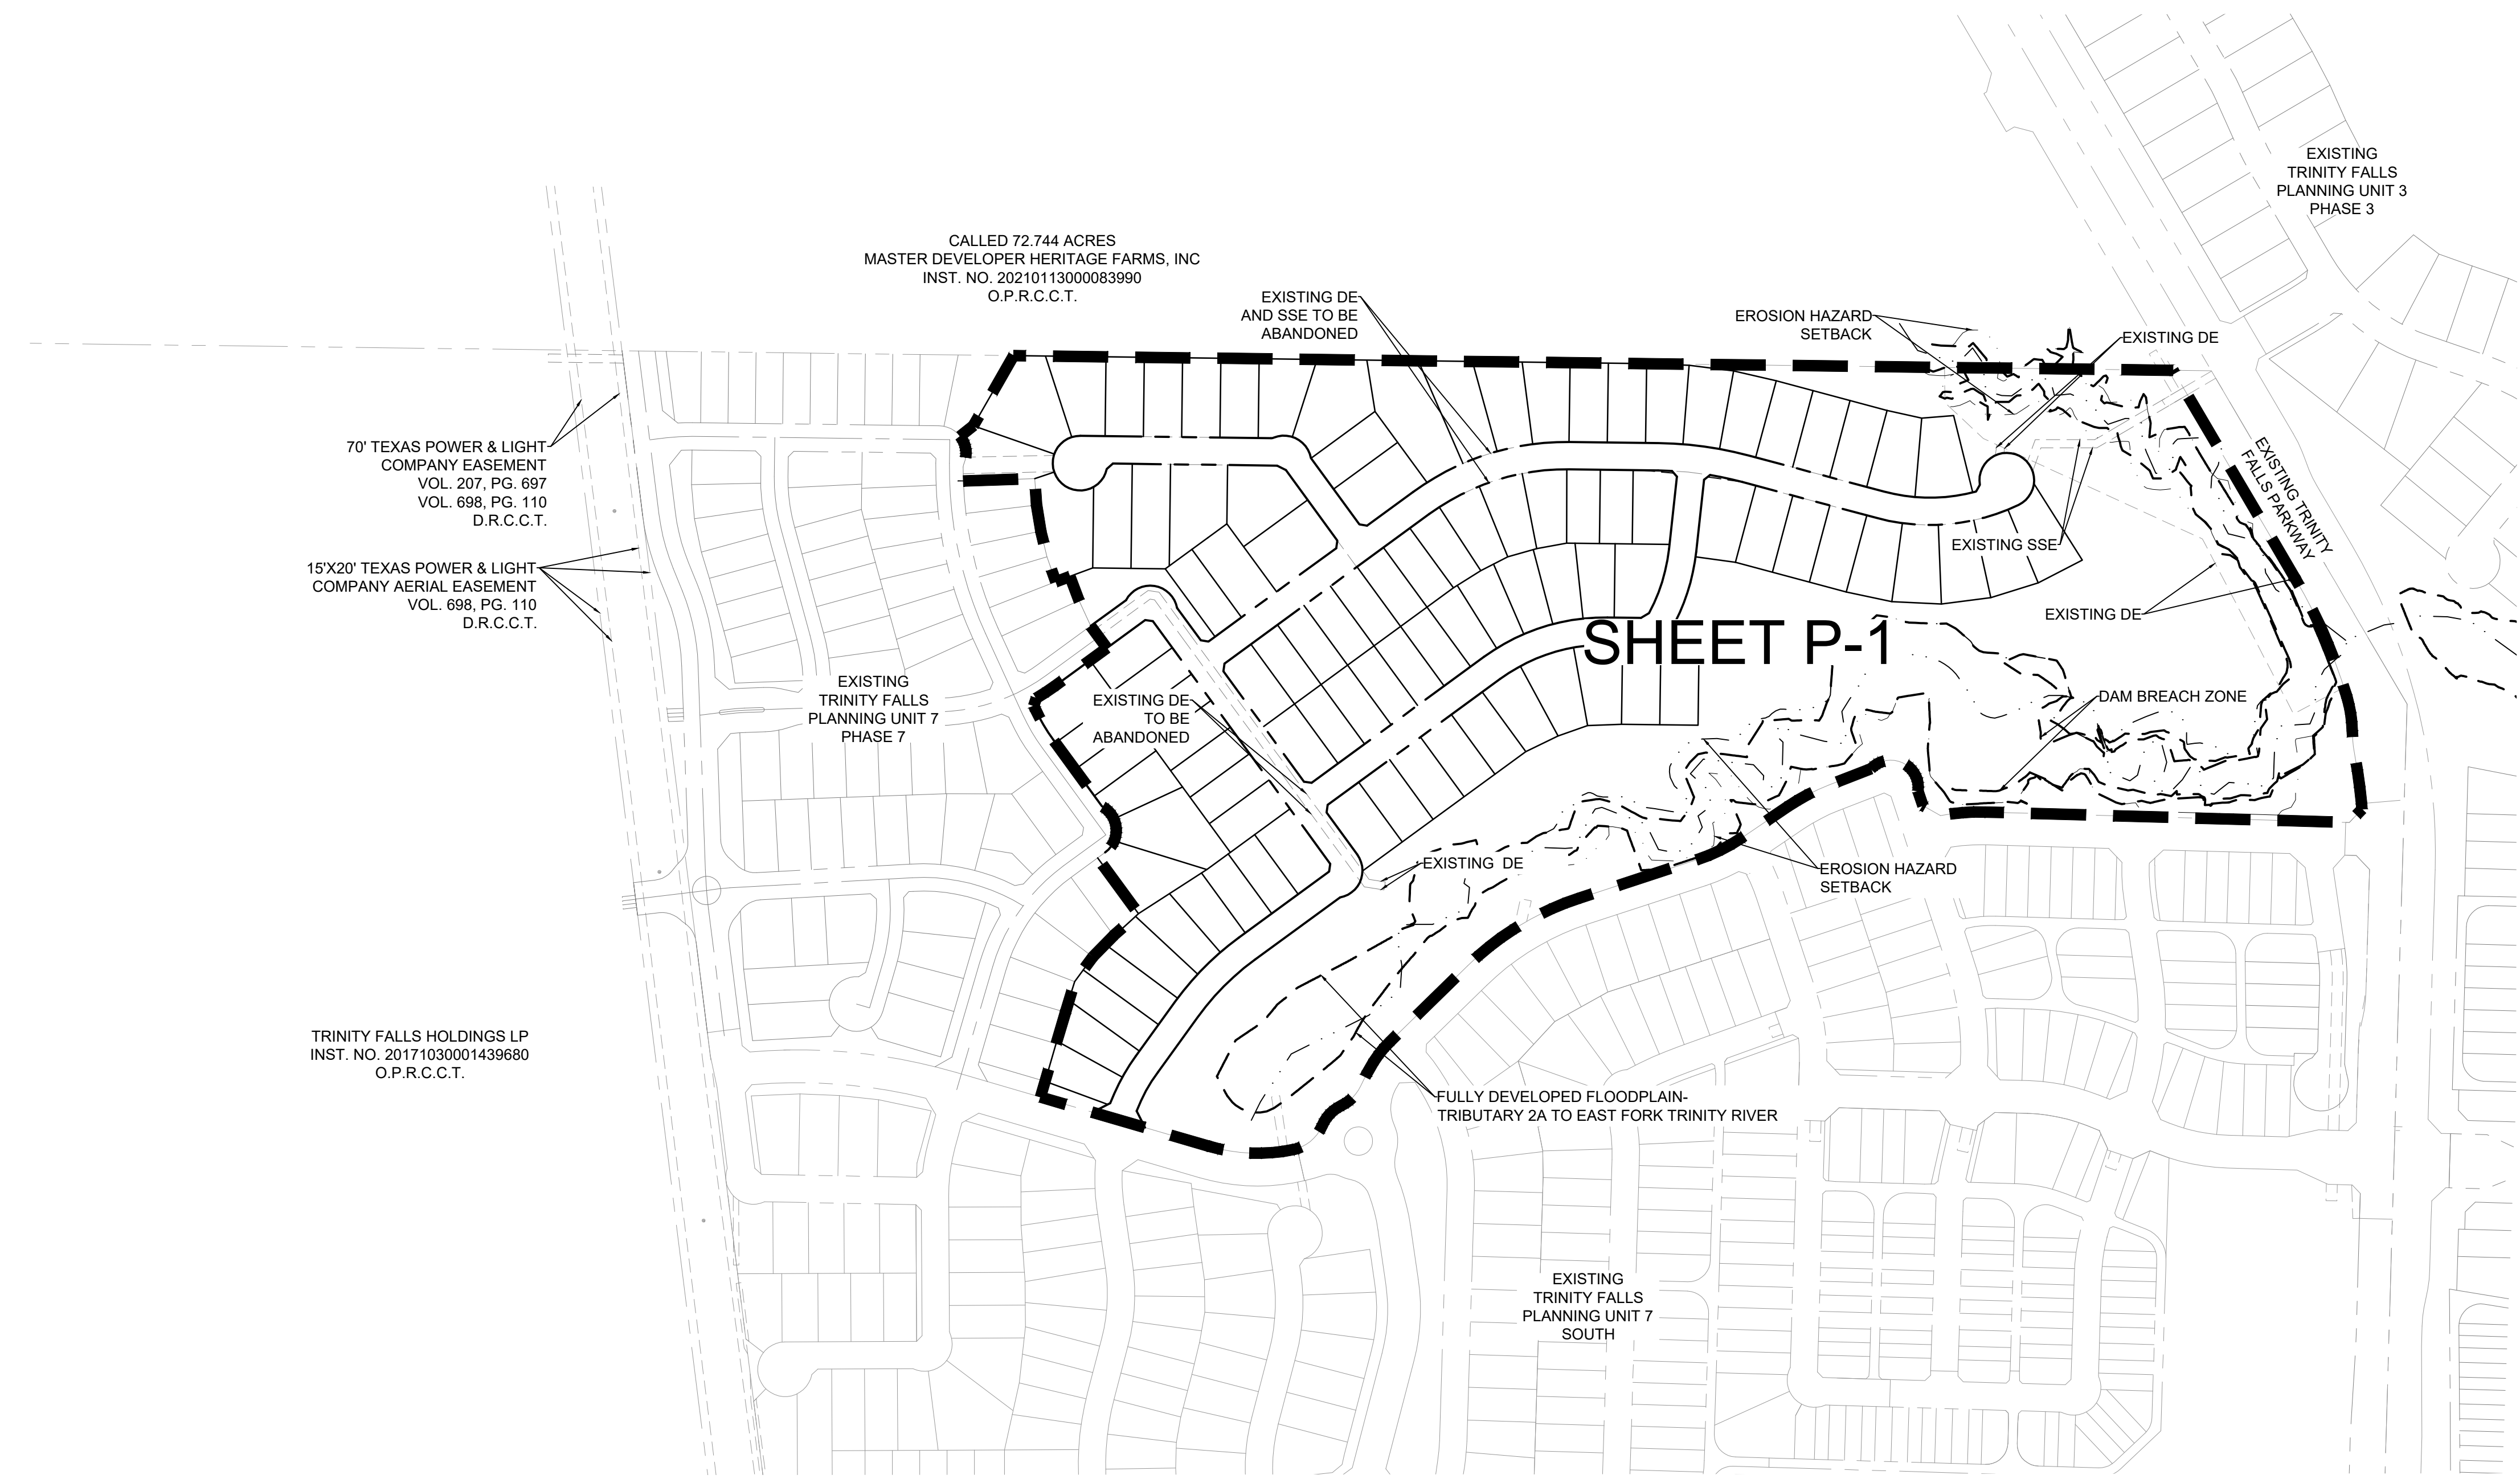 EXISTING
TRINITY FALLS
PLANNING UNIT 3
PHASE 3
CALLED 72.744 ACRES
MASTER DEVELOPER HERITAGE FARMS, INC
INST. NO. 20210113000083990
O.P.R.C.C.T.
EXISTING DE
AND SSE TO BE
ABANDONED
EROSION HAZARD
SETBACK
EXISTING DE
70' TEXAS POWER & LIGHT
COMPANY EASEMENT
VOL. 207, PG. 697
VOL. 698, PG. 110
D.R.C.C.T.
EXISTING TRINITY
FALLS PARKWAY
EXISTING SSE
15'X20' TEXAS POWER & LIGHT
COMPANY AERIAL EASEMENT
VOL. 698, PG. 110
D.R.C.C.T.
EXISTING DE
SHEET P-1
EXISTING
TRINITY FALLS
PLANNING UNIT 7
PHASE 7
EXISTING DE
TO BE
ABANDONED
DAM BREACH ZONE
EXISTING DE
EROSION HAZARD
SETBACK
TRINITY FALLS HOLDINGS LP
INST. NO. 20171030001439680
O.P.R.C.C.T.
FULLY DEVELOPED FLOODPLAIN-
TRIBUTARY 2A TO EAST FORK TRINITY RIVER
EXISTING
TRINITY FALLS
PLANNING UNIT 7
SOUTH